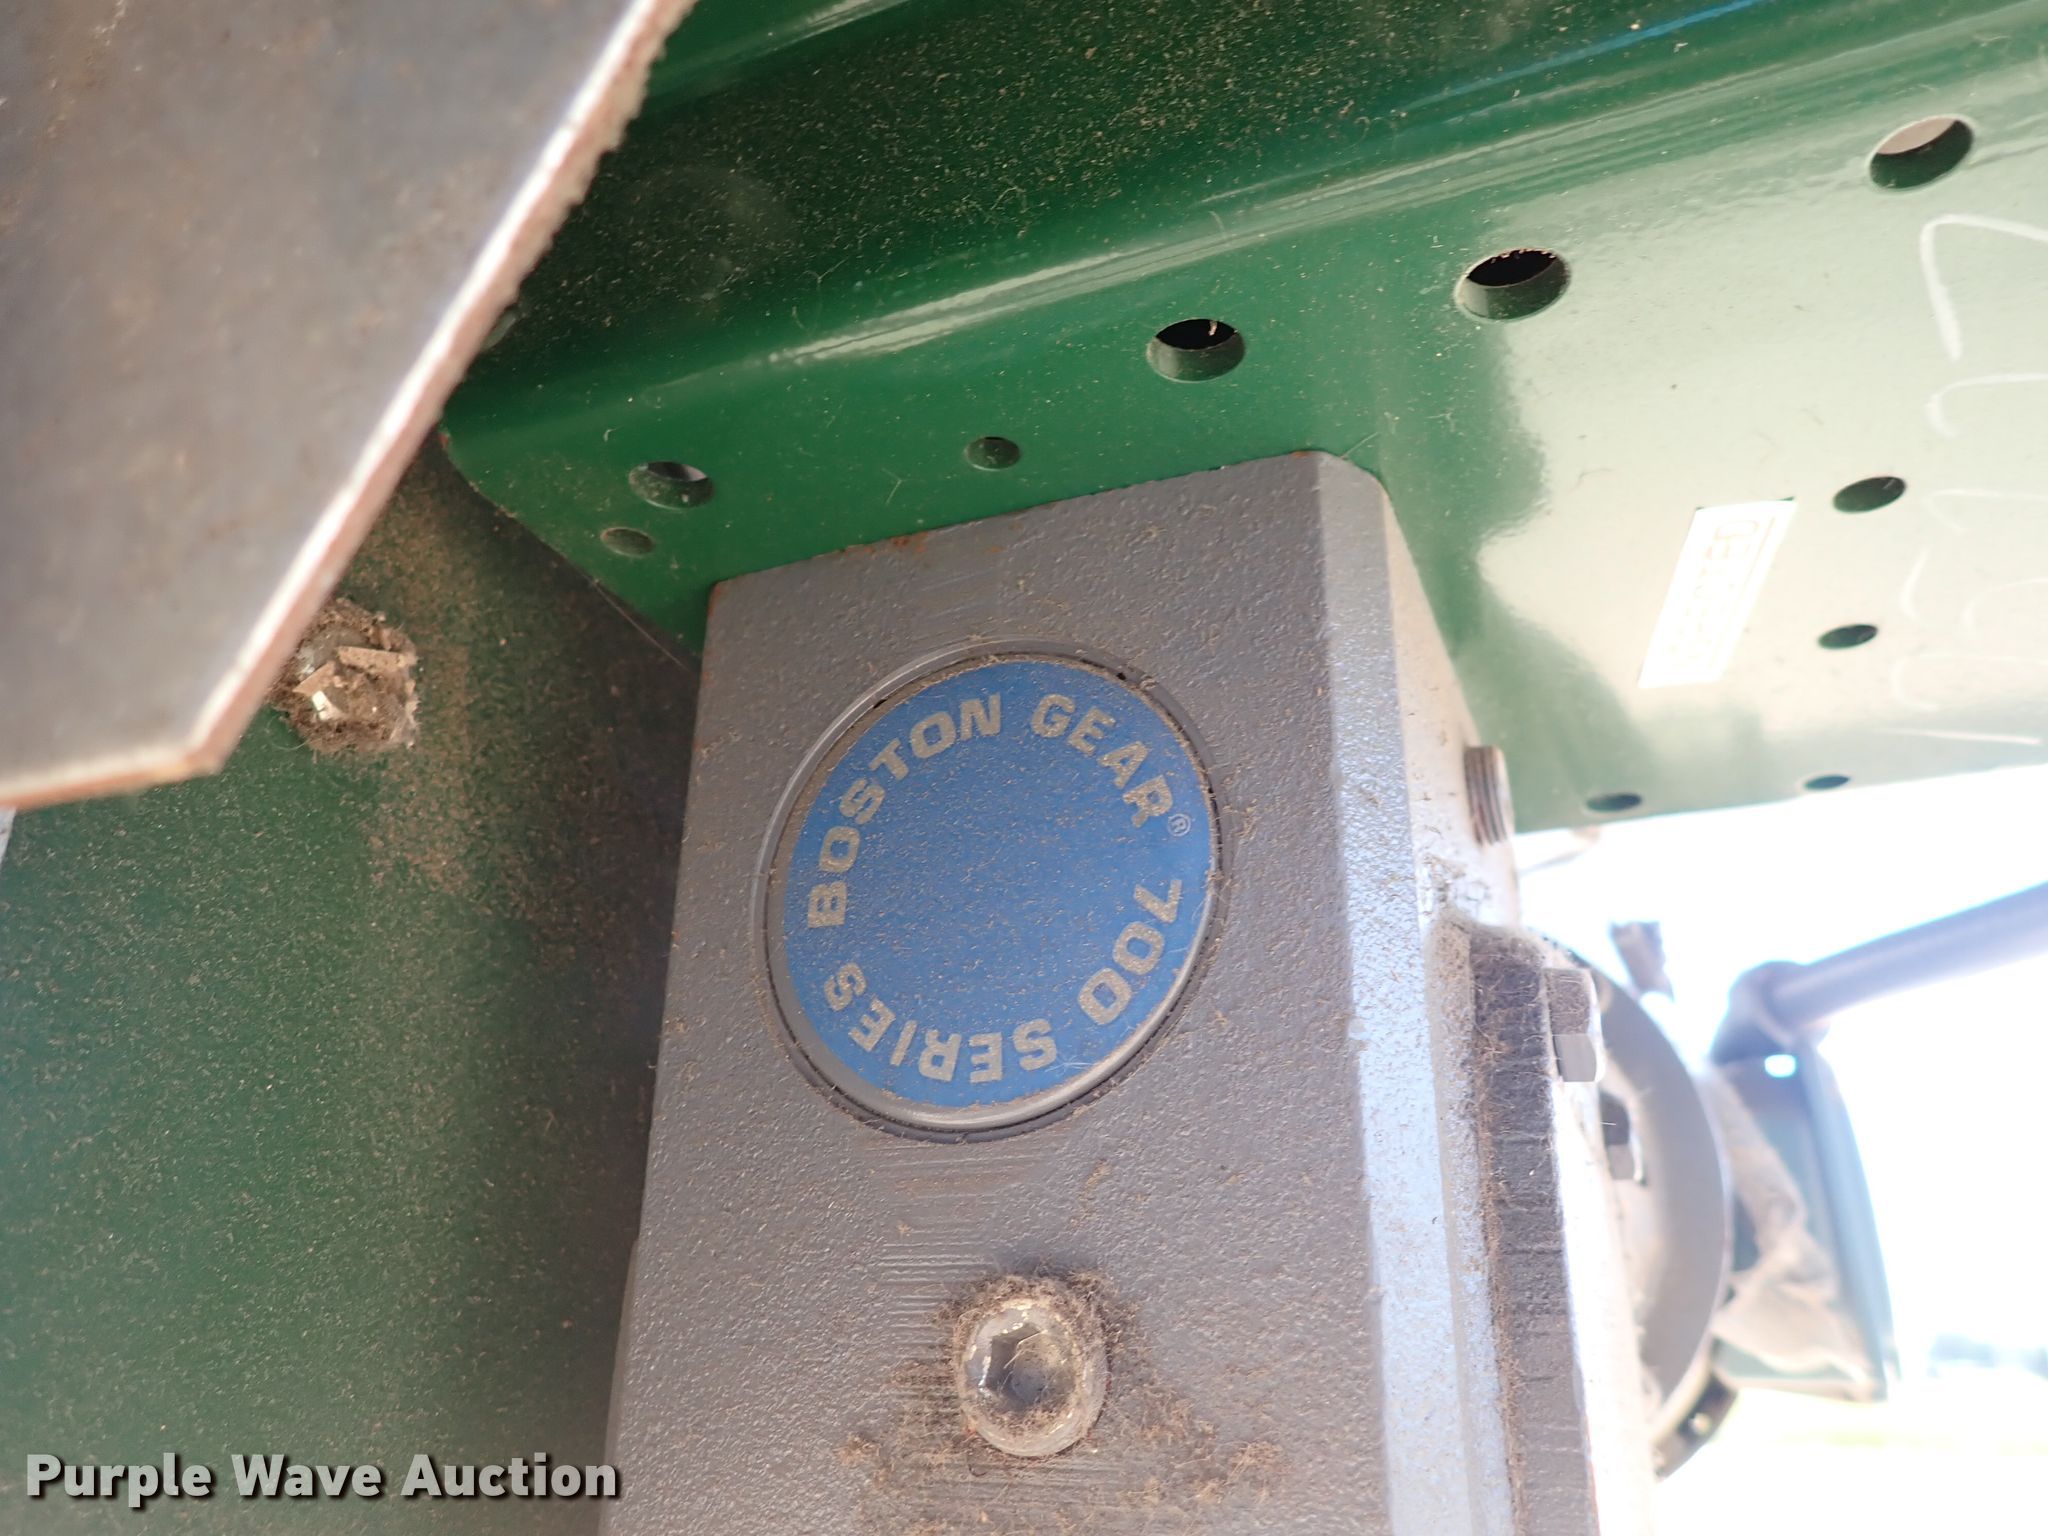 BOSTON GEAR® 700 SERIES
Purple Wave Auction